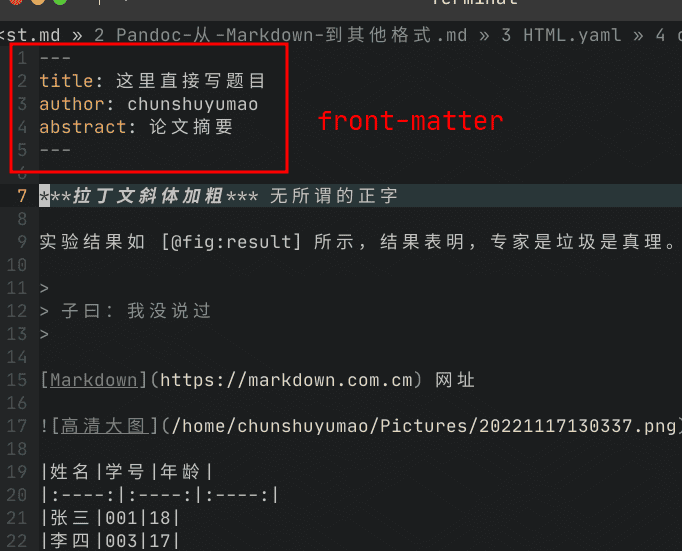 Terminal
<st.md » 2 Pandoc-从-Markdown-到其他格式.md » 3 HTML.yaml » 4
1 ---
2 title: 这里直接写题目
3 author: chunshuyumao
4 abstract: 论文摘要
5 ---
front-matter
6
7 ***拉丁文斜体加粗*** 无所谓的正字
8
9 实验结果如 [@fig:result] 所示，结果表明，专家是垃圾是真理。
10
11 >
12 > 子曰：我没说过
13 >
14
15 [Markdown](https://markdown.com.cm) 网址
16
17 ![高清大图](/home/chunshuyumao/Pictures/20221117130337.png)
18
19 |姓名|学号|年龄|
20 |:----:|:----:|:----:|
21 |张三|001|18|
22 |李四|003|17|